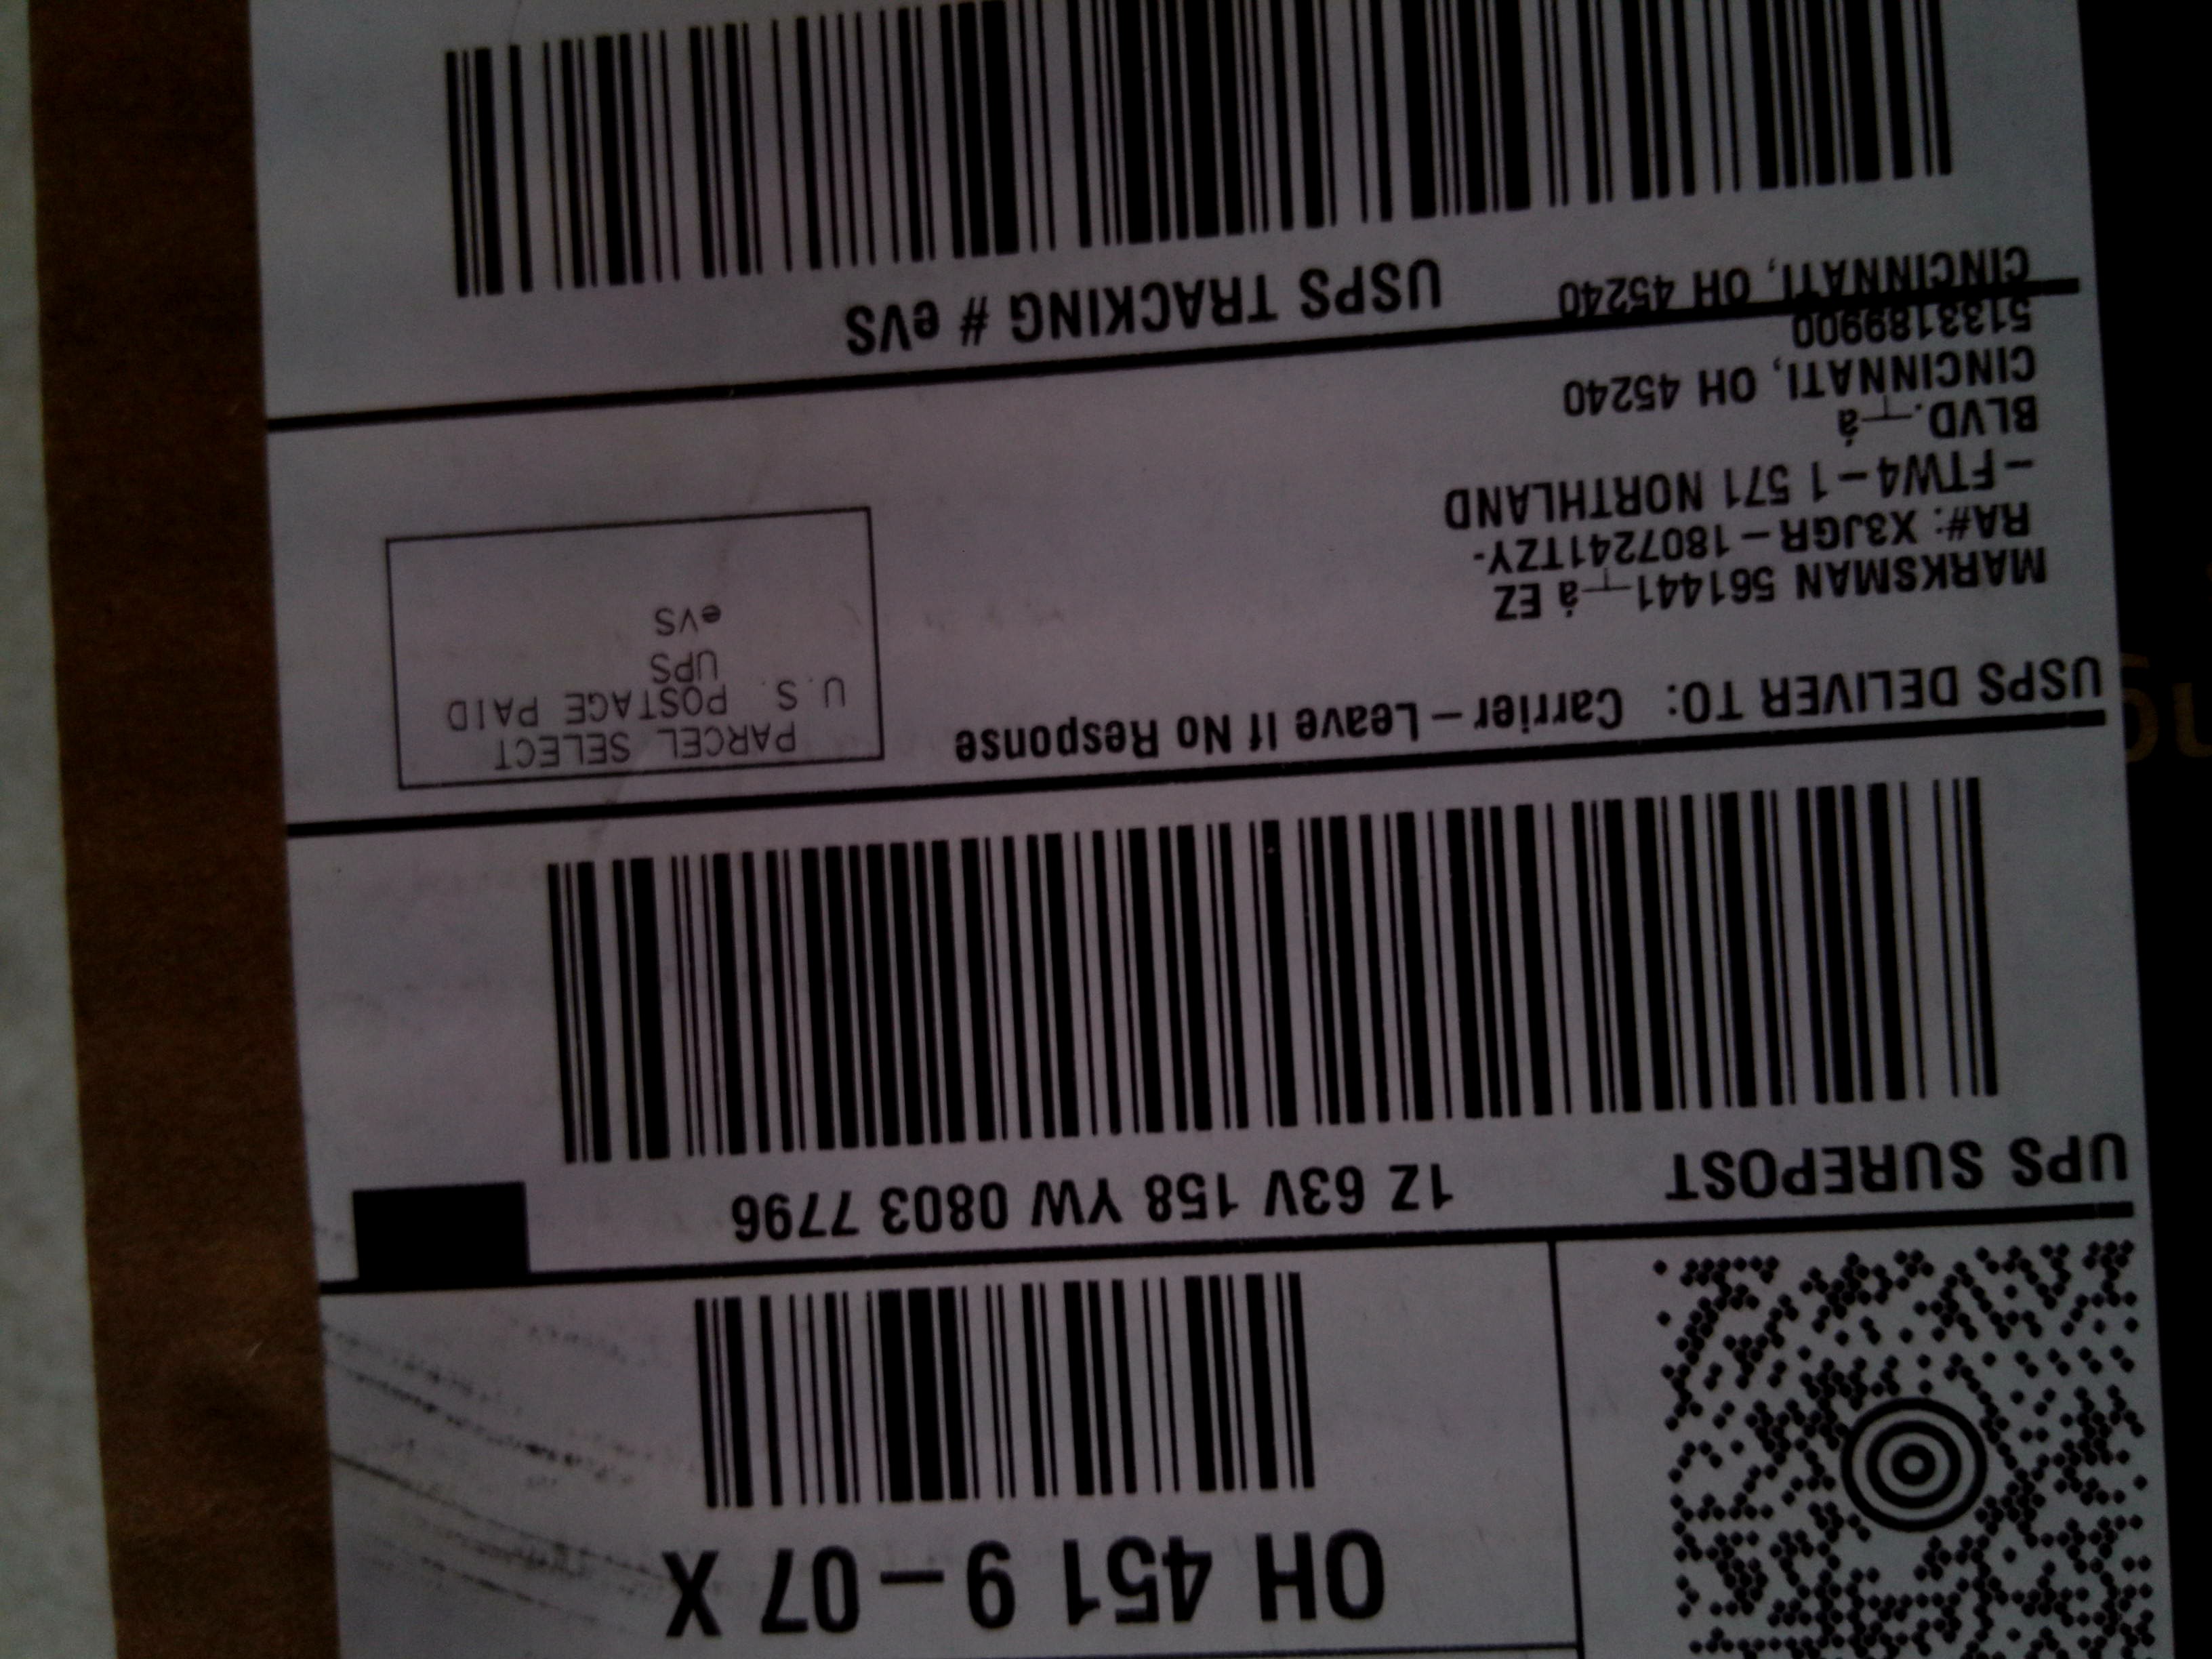 OH 451 9-07 X
UPS SUREPOST
1Z 63V 158 YW 0803 7796
USPS DELIVER TO: Carrier - Leave If No Response
MARKSMAN 561441┬á EZ
RA#: X3JGR-1807241TZY-
-FTW4-1 571 NORTHLAND
BLVD.┬á
CINCINNATI, OH 45240
5133189900
CINCINNATI, OH 45240
PARCEL SELECT
U.S. POSTAGE PAID
UPS
eVS
USPS TRACKING # eVS